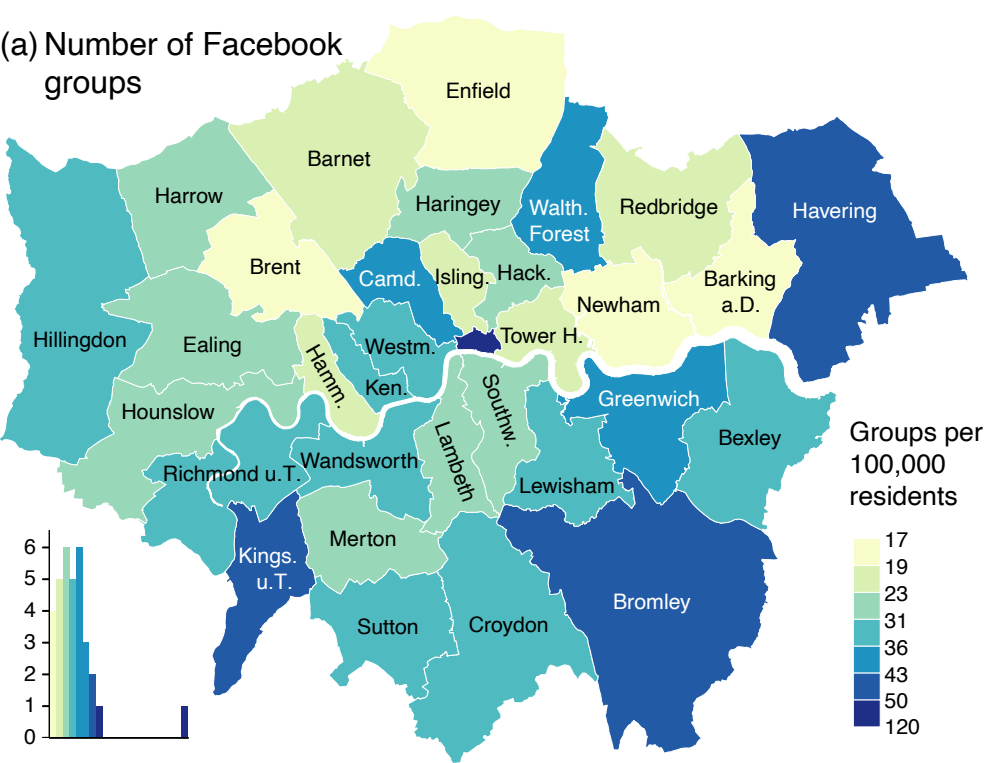 (a) Number of Facebook
groups
Enfield
Barnet
Harrow
Haringey
Walth.
Forest
Redbridge
Havering
Brent
Camd.
Isling.
Hack.
Barking
a.D.
Newham
Hillingdon
Ealing
Westm.
Tower H.
Hamm.
Ken.
Hounslow
Southw.
Greenwich
Lambeth
Bexley
Richmond u.T.
Wandsworth
Lewisham
Merton
Kings.
u.T.
Bromley
Sutton
Croydon
Groups per
100,000
residents
17
19
23
31
36
43
50
120
6
5
4
3
2
1
0